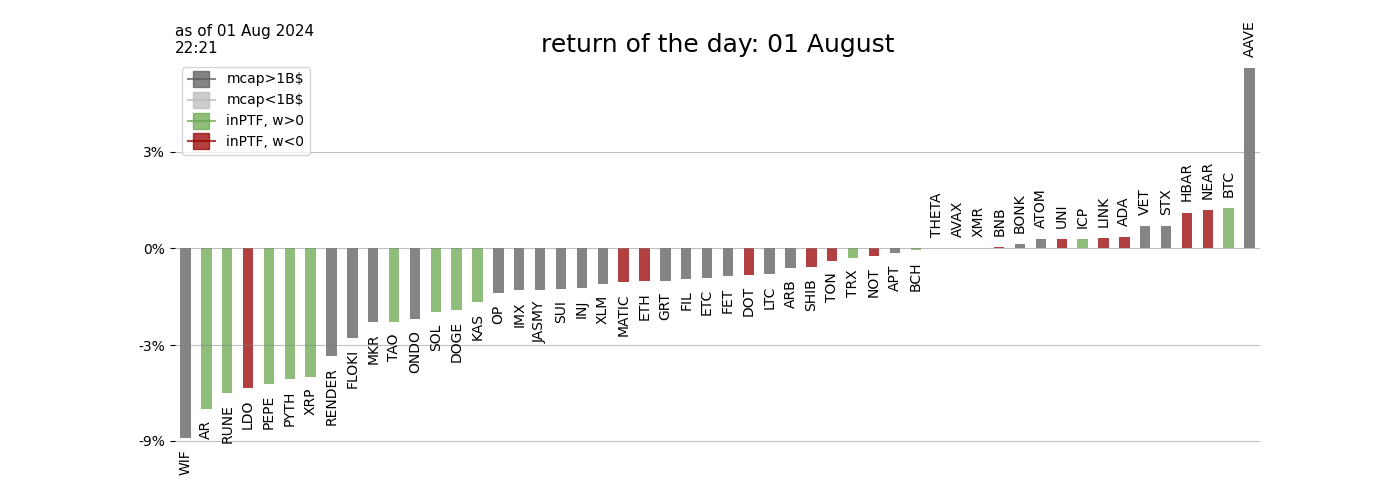 as of 01 Aug 2024
22:21
return of the day: 01 August
mcap>1B$
mcap<1B$
inPTF, w>0
inPTF, w<0
3%
0%
-3%
-9%
WIF
AR
RUNE
LDO
PEPE
PYTH
XRP
RENDER
FLOKI
MKR
TAO
ONDO
SOL
DOGE
KAS
OP
IMX
JASMY
SUI
INJ
XLM
MATIC
ETH
GRT
FIL
ETC
FET
DOT
LTC
ARB
SHIB
TON
TRX
NOT
APT
BCH
THETA
AVAX
XMR
BNB
BONK
ATOM
UNI
ICP
LINK
ADA
VET
STX
HBAR
NEAR
BTC
AAVE